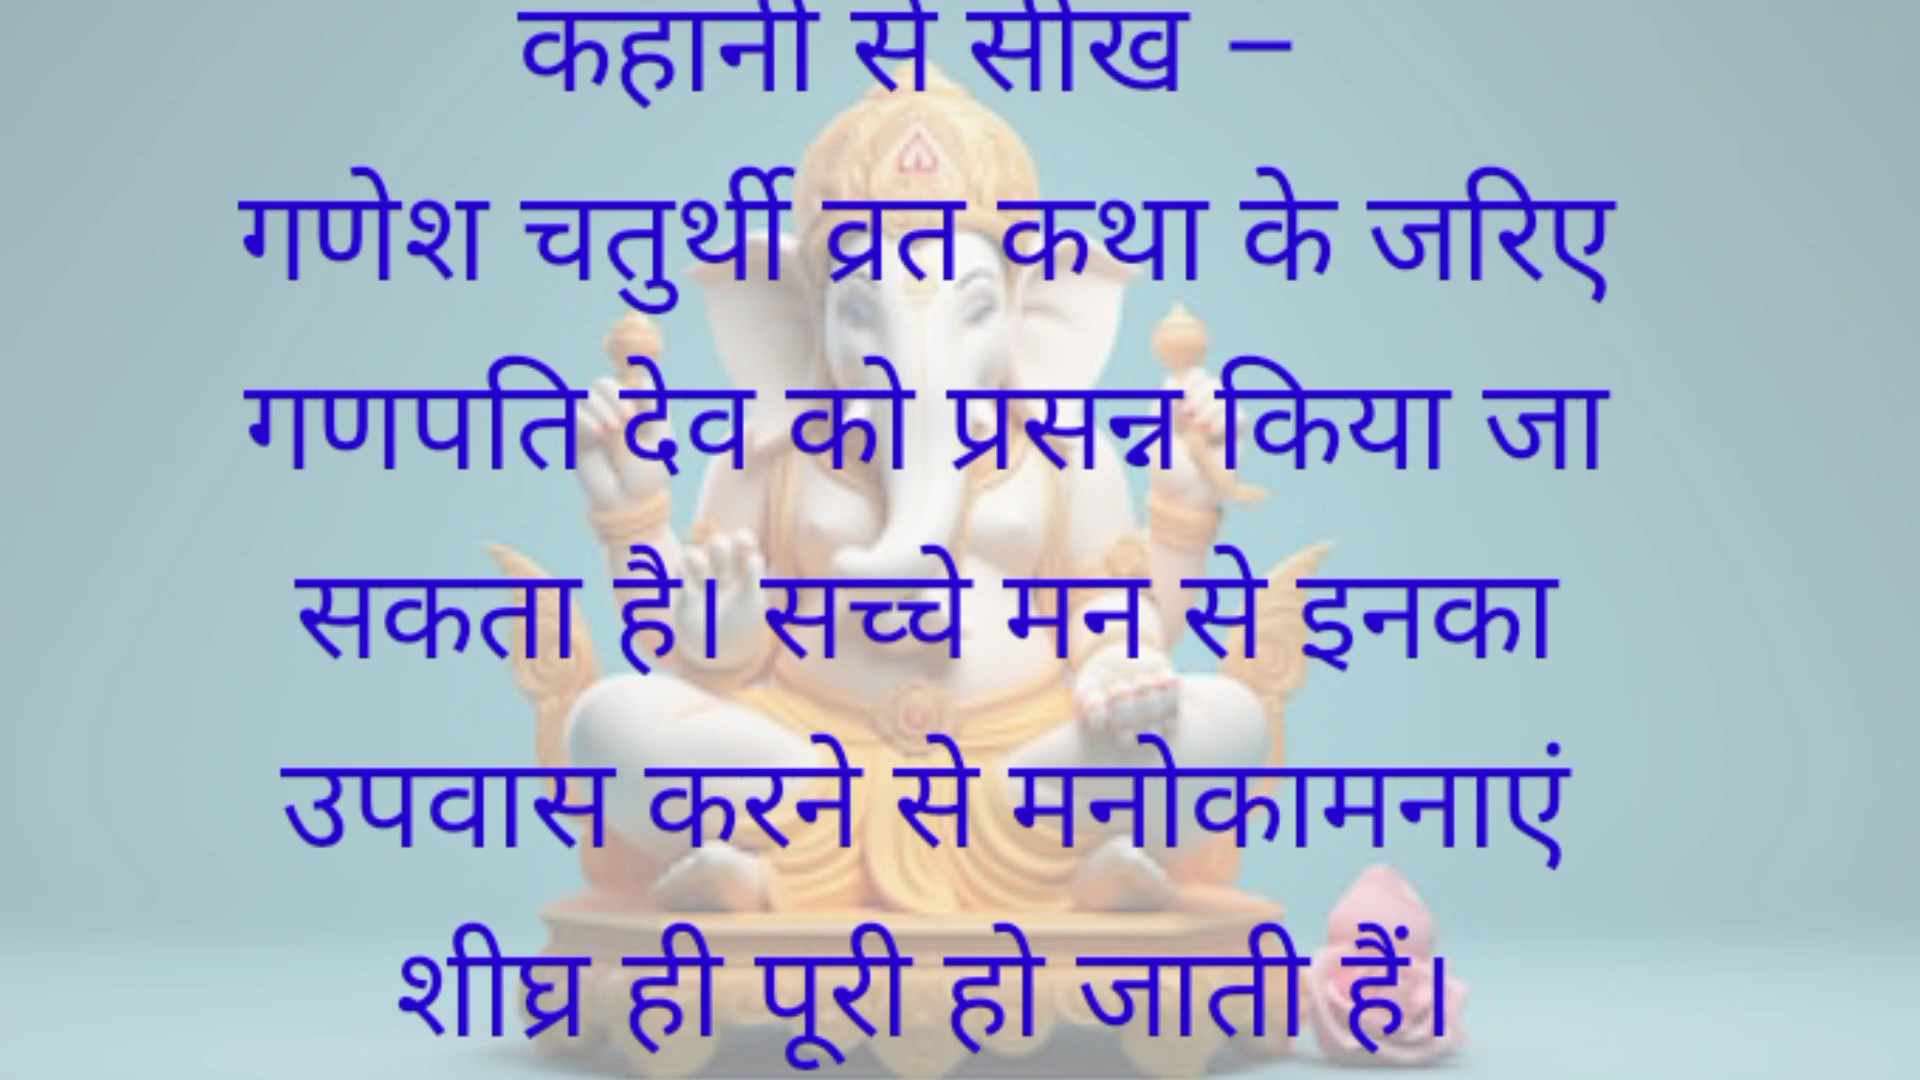 कहानी से सीख –
गणेश चतुर्थी व्रत कथा के जरिए
गणपति देव को प्रसन्न किया जा
सकता है। सच्चे मन से इनका
उपवास करने से मनोकामनाएं
शीघ्र ही पूरी हो जाती हैं।